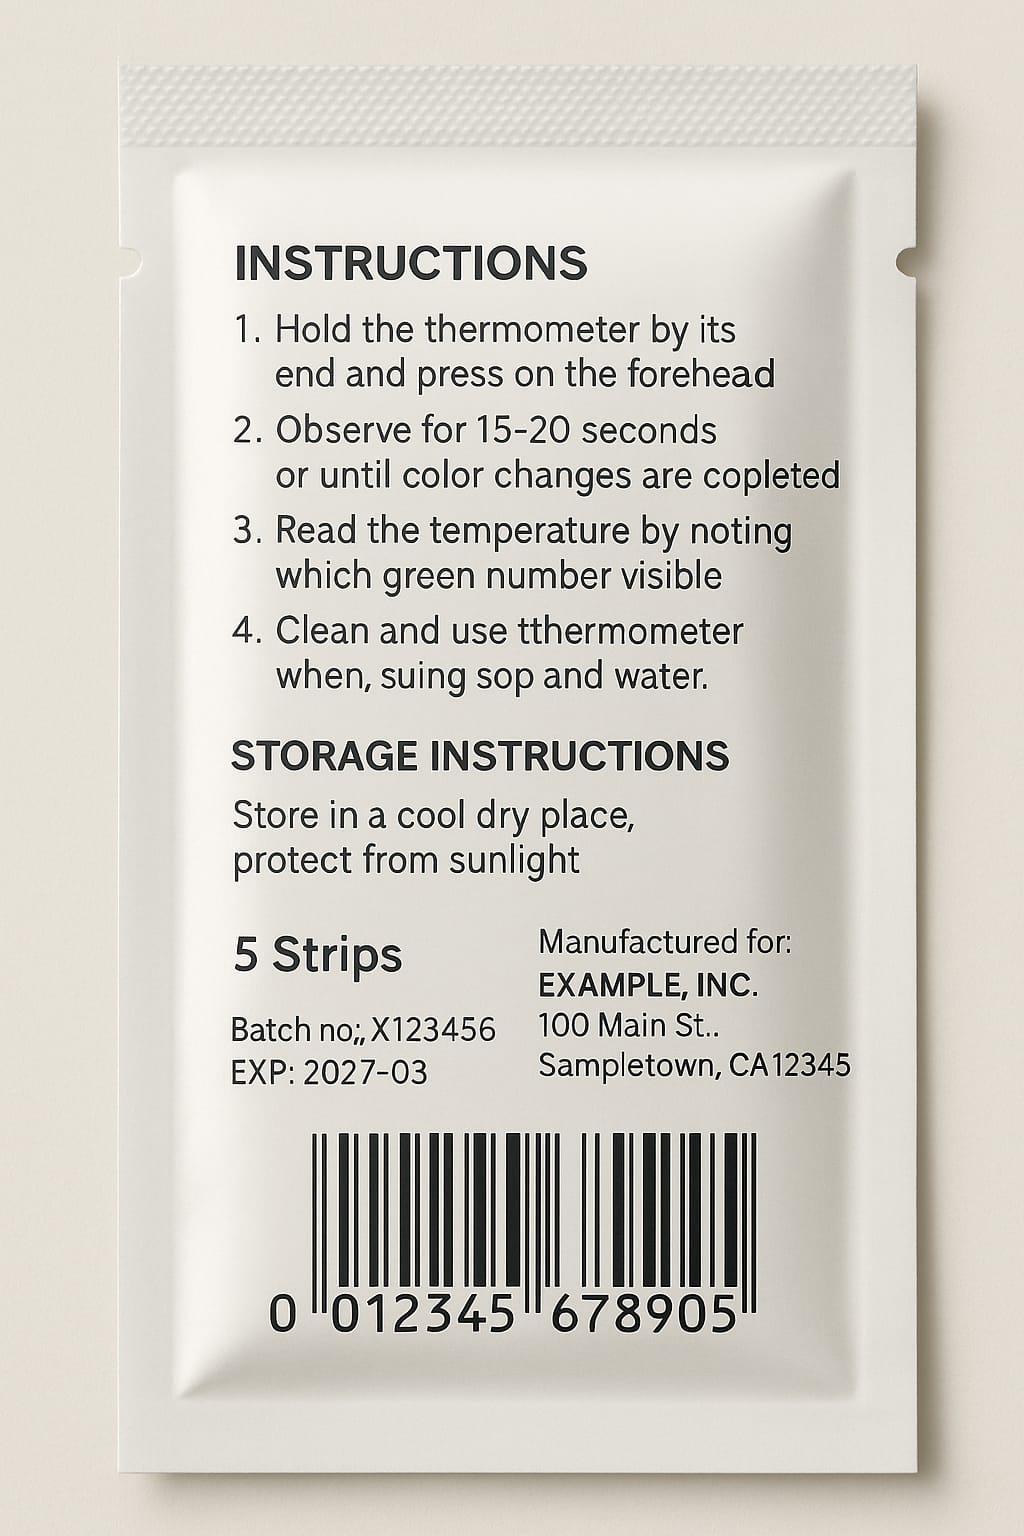 INSTRUCTIONS
1. Hold the thermometer by its
end and press on the forehead
2. Observe for 15-20 seconds
or until color changes are copleted
3. Read the temperature by noting
which green number visible
4. Clean and use tthermometer
when, suing sop and water.
STORAGE INSTRUCTIONS
Store in a cool dry place,
protect from sunlight
5 Strips
Batch no;, X123456
EXP: 2027-03
Manufactured for:
EXAMPLE, INC.
100 Main St..
Sampletown, CA12345
0 012345 678905